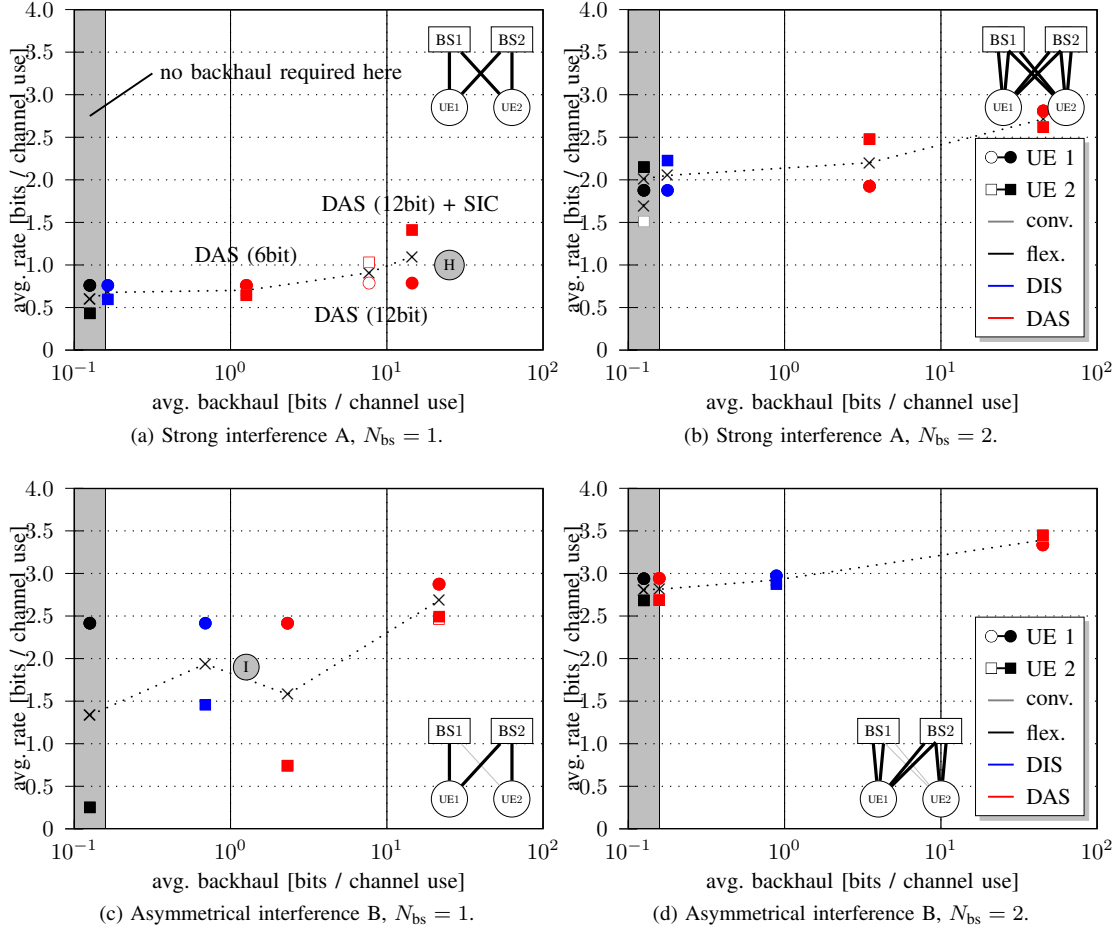 4.0
3.5
3.0
2.5
2.0
1.5
1.0
0.5
0
avg. rate [bits / channel use]
no backhaul required here
BS1 BS2
UE1 UE2
DAS (12bit) + SIC
DAS (6bit)
H
DAS (12bit)
10^−1 10^0 10^1 10^2
avg. backhaul [bits / channel use]
(a) Strong interference A, N_bs = 1.
4.0
3.5
3.0
2.5
2.0
1.5
1.0
0.5
0
avg. rate [bits / channel use]
BS1 BS2
UE1 UE2
UE 1
UE 2
conv.
flex.
DIS
DAS
10^−1 10^0 10^1 10^2
avg. backhaul [bits / channel use]
(b) Strong interference A, N_bs = 2.
4.0
3.5
3.0
2.5
2.0
1.5
1.0
0.5
0
avg. rate [bits / channel use]
I
BS1 BS2
UE1 UE2
10^−1 10^0 10^1 10^2
avg. backhaul [bits / channel use]
(c) Asymmetrical interference B, N_bs = 1.
4.0
3.5
3.0
2.5
2.0
1.5
1.0
0.5
0
avg. rate [bits / channel use]
BS1 BS2
UE1 UE2
UE 1
UE 2
conv.
flex.
DIS
DAS
10^−1 10^0 10^1 10^2
avg. backhaul [bits / channel use]
(d) Asymmetrical interference B, N_bs = 2.